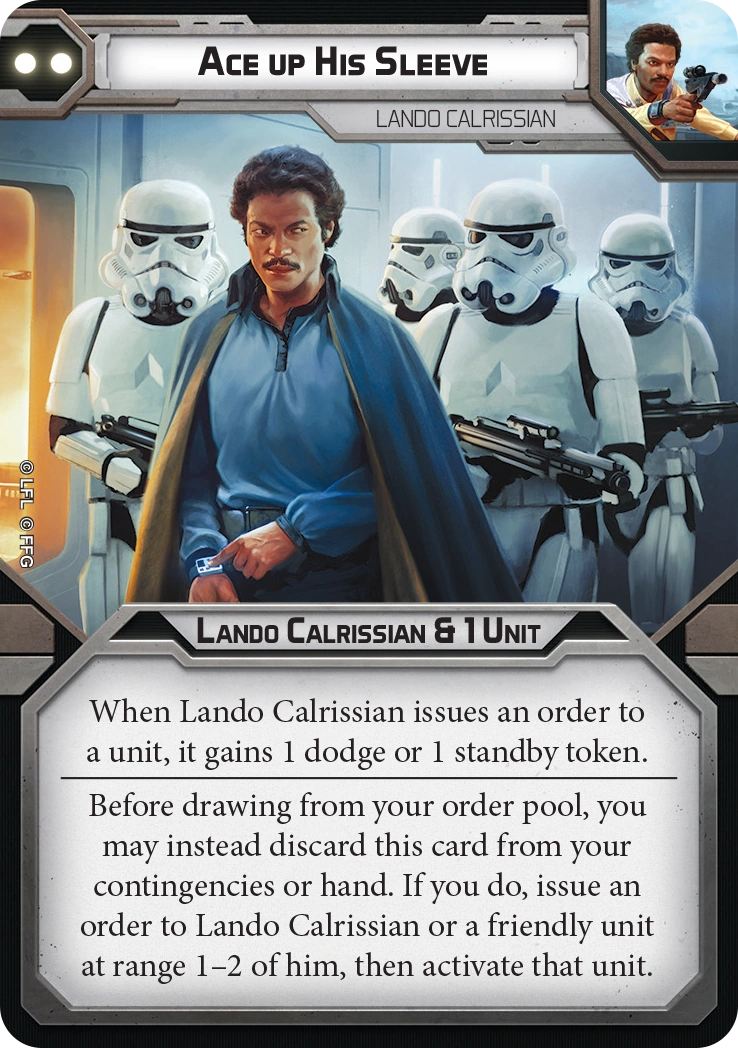 Ace up His Sleeve
LANDO CALRISSIAN
© LFL © FFG
Lando Calrissian & 1 Unit
When Lando Calrissian issues an order to
a unit, it gains 1 dodge or 1 standby token.
Before drawing from your order pool, you
may instead discard this card from your
contingencies or hand. If you do, issue an
order to Lando Calrissian or a friendly unit
at range 1–2 of him, then activate that unit.